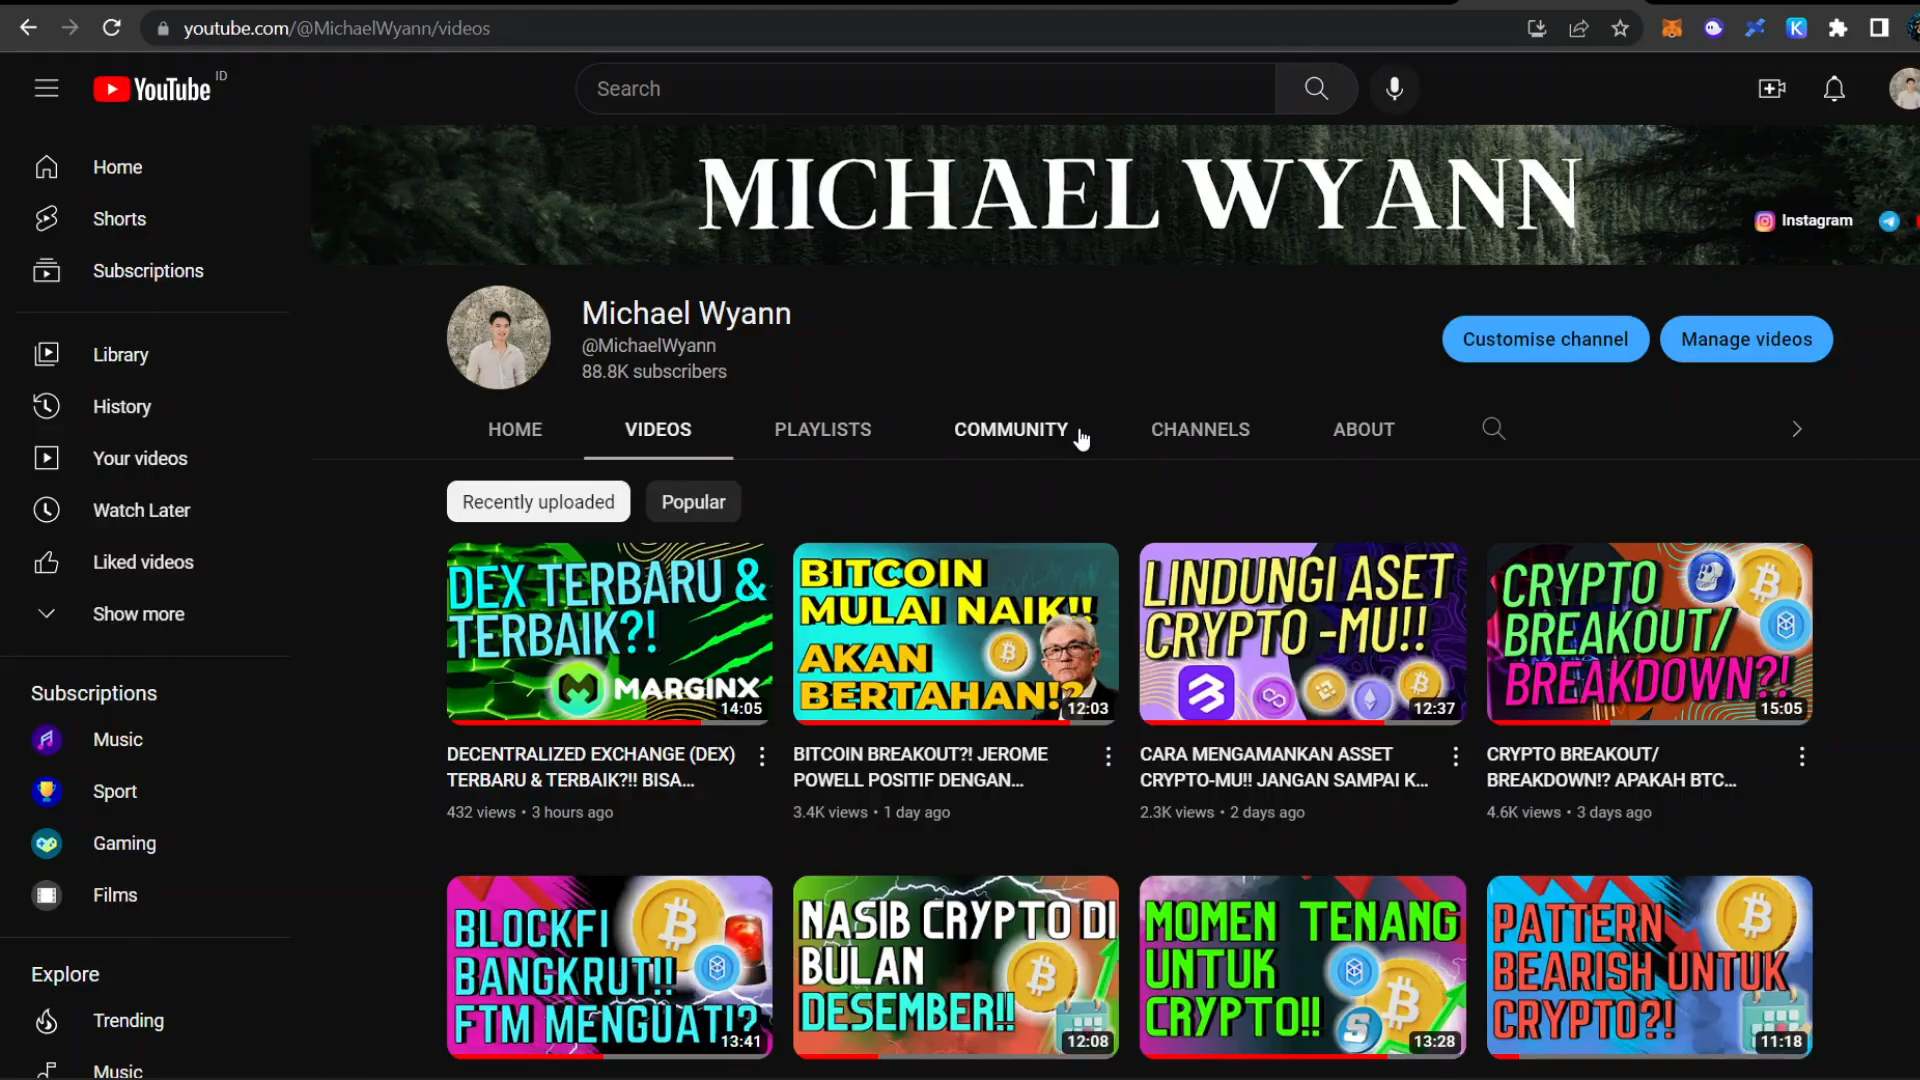 youtube.com/@MichaelWyann/videos
YouTube ID
Search
Home
Shorts
Subscriptions
Library
History
Your videos
Watch Later
Liked videos
Show more
Subscriptions
Music
Sport
Gaming
Films
Explore
Trending
Music
MICHAEL WYANN
Instagram
Michael Wyann
@MichaelWyann
88.8K subscribers
Customise channel
Manage videos
HOME VIDEOS PLAYLISTS COMMUNITY CHANNELS ABOUT
Recently uploaded
Popular
DEX TERBARU &
TERBAIK?!
MARGINX
14:05
DECENTRALIZED EXCHANGE (DEX)
TERBARU & TERBAIK?!! BISA...
432 views • 3 hours ago
BITCOIN
MULAI NAIK!!
AKAN
BERTAHAN!?
12:03
BITCOIN BREAKOUT?! JEROME
POWELL POSITIF DENGAN...
3.4K views • 1 day ago
LINDUNGI ASET
CRYPTO -MU!!
12:37
CARA MENGAMANKAN ASSET
CRYPTO-MU!! JANGAN SAMPAI K...
2.3K views • 2 days ago
CRYPTO
BREAKOUT/
BREAKDOWN?!
15:05
CRYPTO BREAKOUT/
BREAKDOWN!? APAKAH BTC...
4.6K views • 3 days ago
BLOCKFI
BANGKRUT!!
FTM MENGUAT!?
13:41
NASIB CRYPTO DI
BULAN
DESEMBER!!
12:08
MOMEN TENANG
UNTUK
CRYPTO!!
13:28
PATTERN
BEARISH UNTUK
CRYPTO?!
11:18